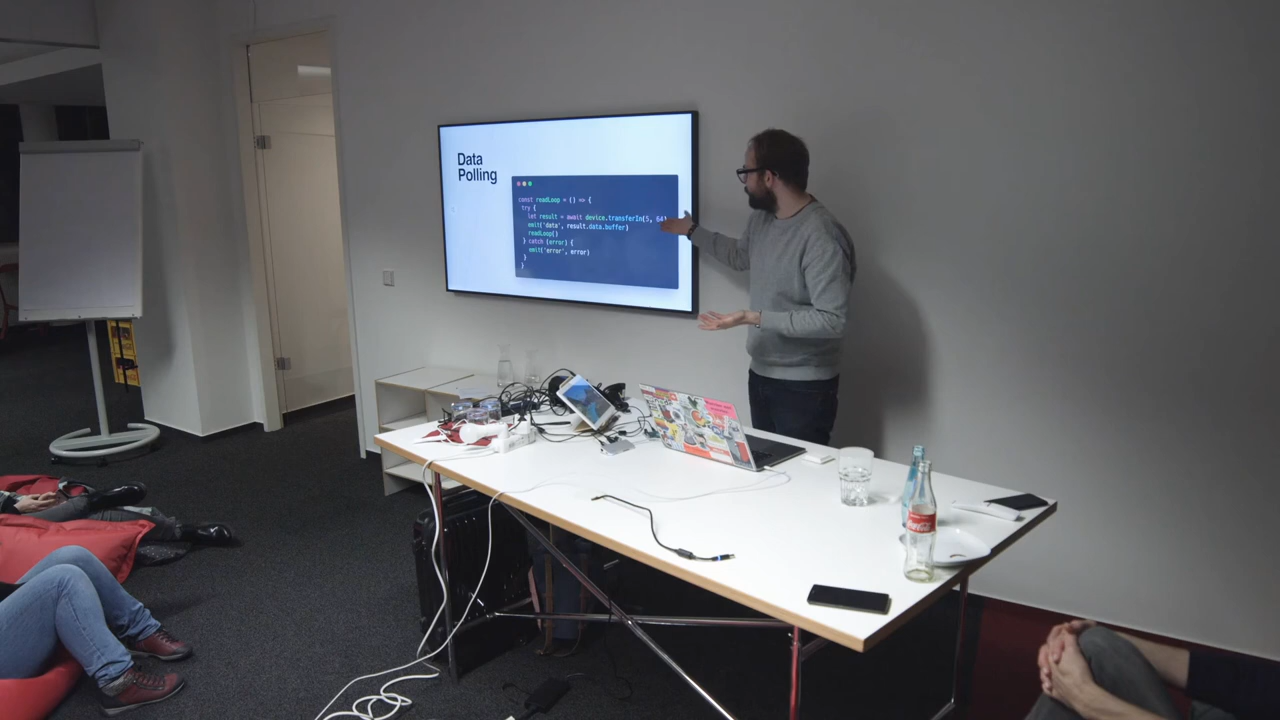 Data
Polling
const readLoop = () => {
try {
let result = await device.transferIn(5, 64)
emit('data', result.data.buffer)
readLoop()
} catch (error) {
emit('error', error)
}
}
Coca-Cola